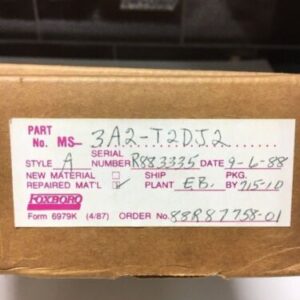 PART
No. MS- 3A2-T2DJ2
STYLE A SERIAL NUMBER R883335 DATE 9-6-88
NEW MATERIAL ☐ SHIP PKG.
REPAIRED MAT'L ☑ PLANT E.B. BY 715-10
FOXBORO
Form 6979K (4/87) ORDER No. 88R87758-01